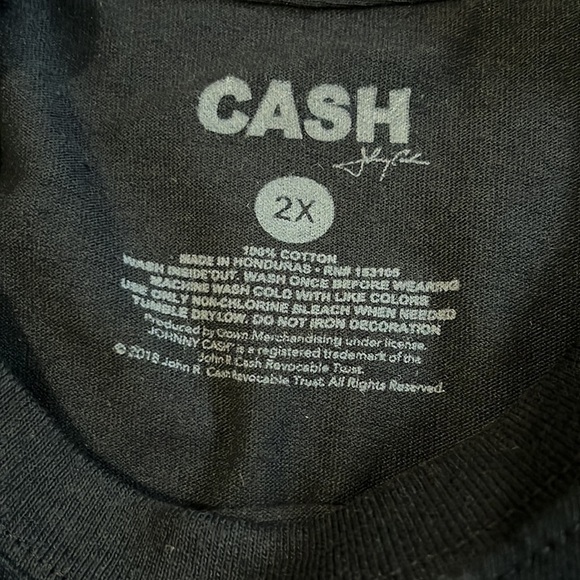 CASH
Johnny Cash
2X
100% COTTON
MADE IN HONDURAS • RN# 153105
WASH INSIDE OUT. WASH ONCE BEFORE WEARING
MACHINE WASH COLD WITH LIKE COLORS
USE ONLY NON-CHLORINE BLEACH WHEN NEEDED
TUMBLE DRY LOW. DO NOT IRON DECORATION
Produced by Crown Merchandising under license.
JOHNNY CASH™ is a registered trademark of the
John R. Cash Revocable Trust.
© 2018 John R. Cash Revocable Trust. All Rights Reserved.